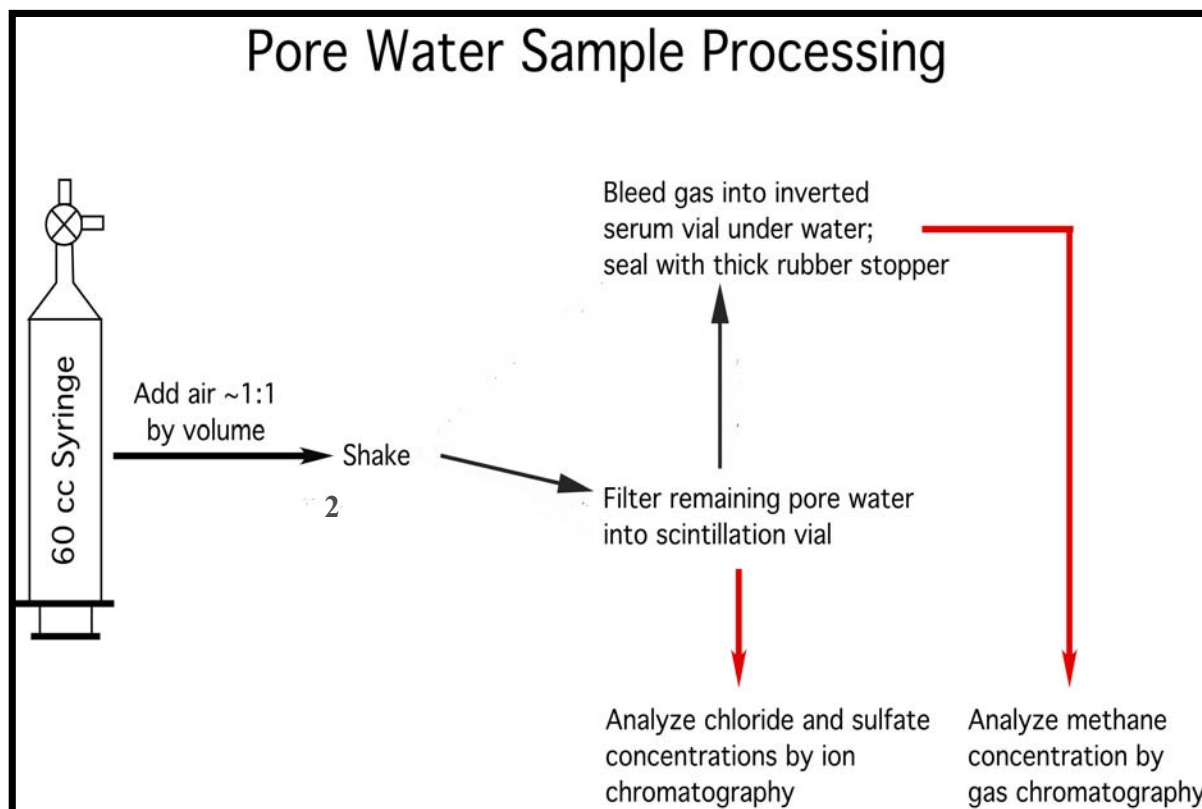 Pore Water Sample Processing
60 cc Syringe
Add air ~1:1
by volume
Shake
2
Bleed gas into inverted
serum vial under water;
seal with thick rubber stopper
Filter remaining pore water
into scintillation vial
Analyze chloride and sulfate
concentrations by ion
chromatography
Analyze methane
concentration by
gas chromatography